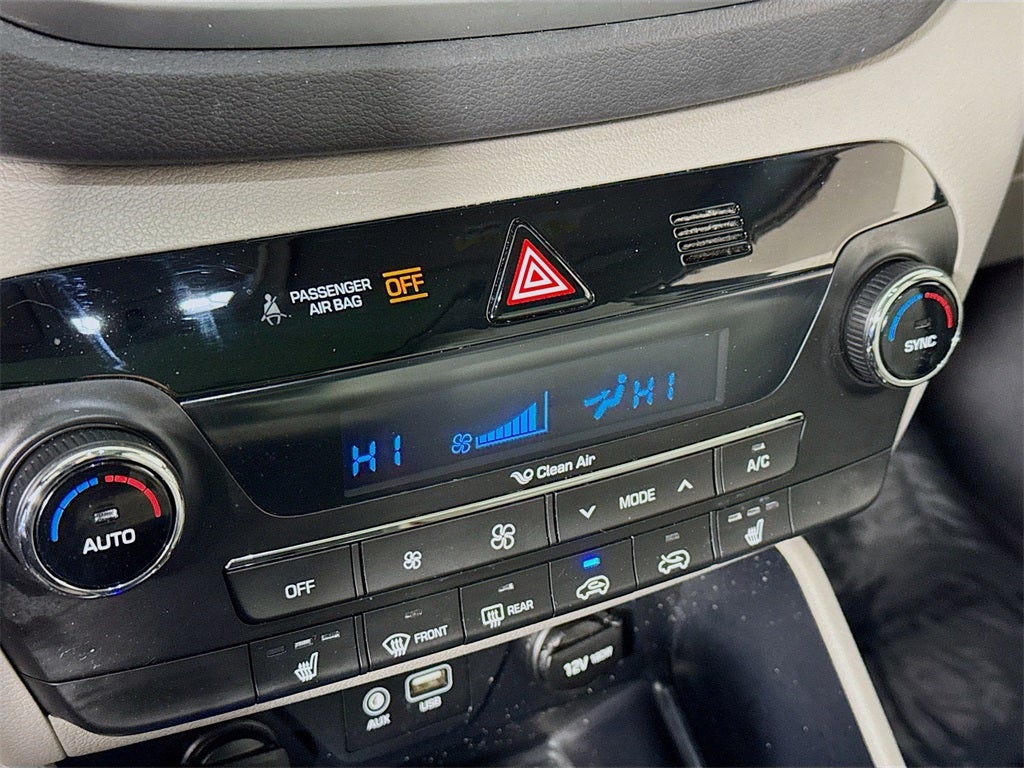 PASSENGER
AIR BAG
OFF
SYNC
HI
HI
Clean Air
A/C
MODE
AUTO
OFF
REAR
FRONT
12V
USB
AUX